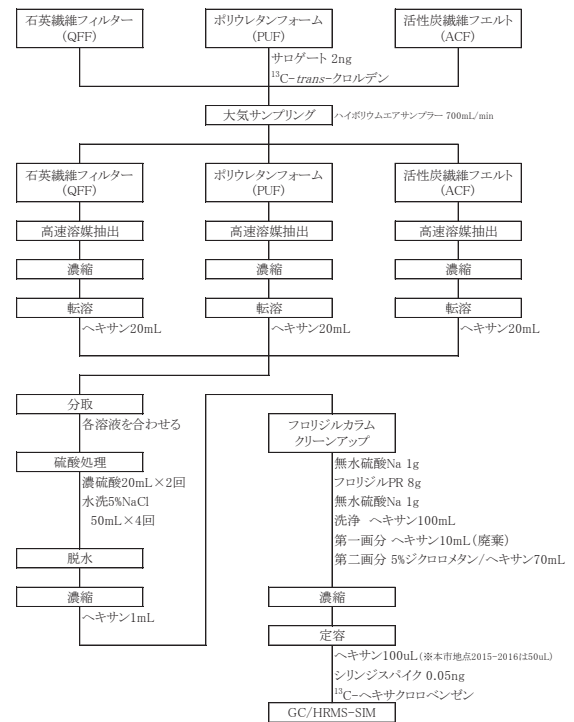 石英繊維フィルター
(QFF)
ポリウレタンフォーム
(PUF)
活性炭繊維フエルト
(ACF)
サロゲート 2ng
¹³C-trans-クロルデン
大気サンプリング
ハイボリウムエアサンプラー 700mL/min
石英繊維フィルター
(QFF)
ポリウレタンフォーム
(PUF)
活性炭繊維フエルト
(ACF)
高速溶媒抽出
高速溶媒抽出
高速溶媒抽出
濃縮
濃縮
濃縮
転溶
転溶
転溶
ヘキサン20mL
ヘキサン20mL
ヘキサン20mL
分取
各溶液を合わせる
硫酸処理
濃硫酸20mL×2回
水洗5%NaCl
50mL×4回
脱水
濃縮
ヘキサン1mL
フロリジルカラム
クリーンアップ
無水硫酸Na 1g
フロリジルPR 8g
無水硫酸Na 1g
洗浄 ヘキサン100mL
第一画分 ヘキサン10mL(廃棄)
第二画分 5%ジクロロメタン/ヘキサン70mL
濃縮
定容
ヘキサン100uL(※本市地点2015-2016は50uL)
シリンジスパイク 0.05ng
¹³C-ヘキサクロロベンゼン
GC/HRMS-SIM